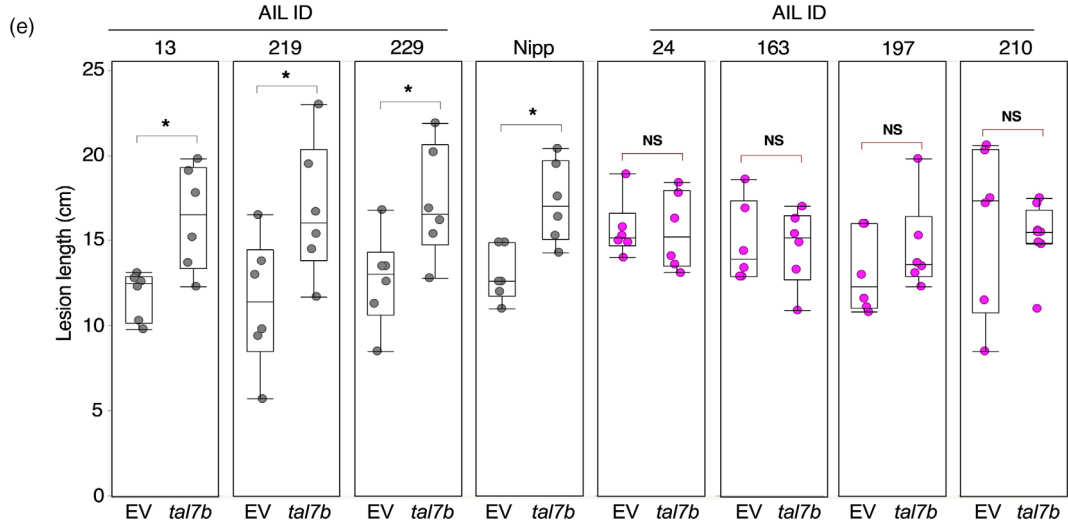 (e)
AIL ID AIL ID
13 219 229 Nipp 24 163 197 210
25
* * * * NS NS NS NS
20
15
10
5
0
Lesion length (cm)
EV tal7b EV tal7b EV tal7b EV tal7b EV tal7b EV tal7b EV tal7b EV tal7b